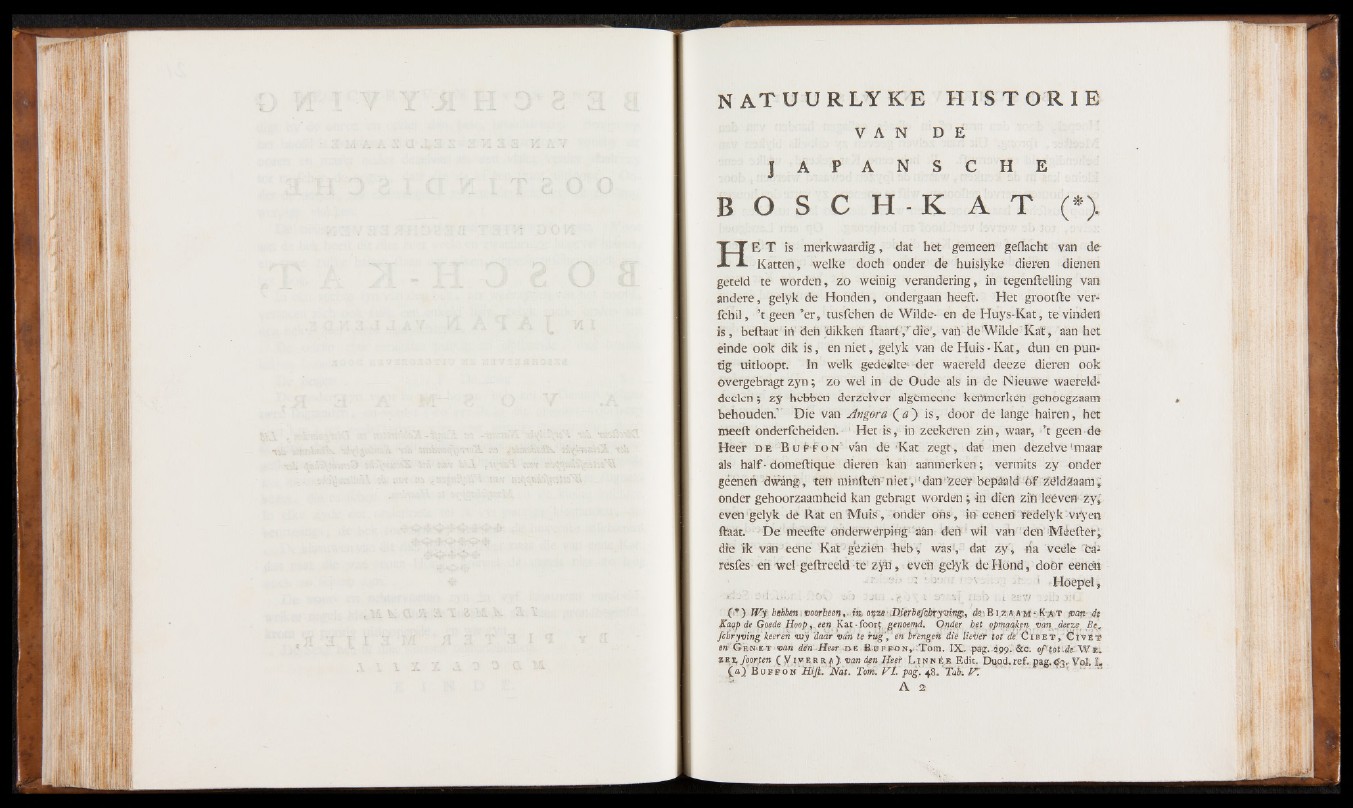 NATUURLYKE HISTORIE
VAN DE
JAPANSCHE
BOSCH-KAT (*).
HET is merkwaardig, dat het gemeen geſlacht van de
Katten, welke doch onder de huislyke dieren dienen
geteld te worden, zo weinig verandering, in tegenſtelling van
andere, gelyk de Honden, ondergaan heeft. Het grootſte ver-
ſchil, 't geen 'er, tusſchen de Wilde- en de Huys-Kat, te vinden
is, beſtaat in den dikken ſtaart, die, van de Wilde Kat, aan het
einde ook dik is, en niet, gelyk van de Huis-Kat, dun en pun-
tig uitloopt. In welk gedeelte der waereld deeze dieren ook
overgebragt zyn; zo wel in de Oude als in de Nieuwe waereld-
deelen; zy hebben derzelver algemeene kenmerken genoegzaam
behouden. Die van Angora (a) is, door de lange hairen, het
meeſt onderſcheiden. Het is, in zeekeren zin, waar, 't geen de
Heer DE BUFFON van de Kat zegt, dat men dezelve maar
als half-domeſtique dieren kan aanmerken; vermits zy onder
geenen dwang, ten minſten niet, dan zeer bepaald of zeldzaam,
onder gehoorzaamheid kan gebragt worden; in dien zin leeven zy,
even gelyk de Rat en Muis, onder ons, in eenen redelyk vryen
ſtaat. De meeſte onderwerping aan den wil van den Meeſter,
die ik van eene Kat gezien heb, was, dat zy, na veele ca-
resſes en wel geſtreeld te zyn, even gelyk de Hond, door eenen
Hoepel,
(*) Wy hebben voorheen, in onze Dierbeſchryving, de BIZAAM-KAT van de
Kaap de Goede Hoop, een Kat-ſoort genoemd. Onder het opmaaken van deeze Be-
ſchryving keeren wy daar van te rug, en brengen die liever tot de CIBET, CIVET
en GENET van den Heer DE BUFFON, Tom. IX. pag. 299. &c. of tot de WE-
ZEL ſoorten (VIVERRA) van den Heer LINNÉE Edit. Duod. ref. pag. 63. Vol. I.
(a) BUFFON Hiſt. Nat. Tom. VI. pag. 48. Tab. V.
A 2